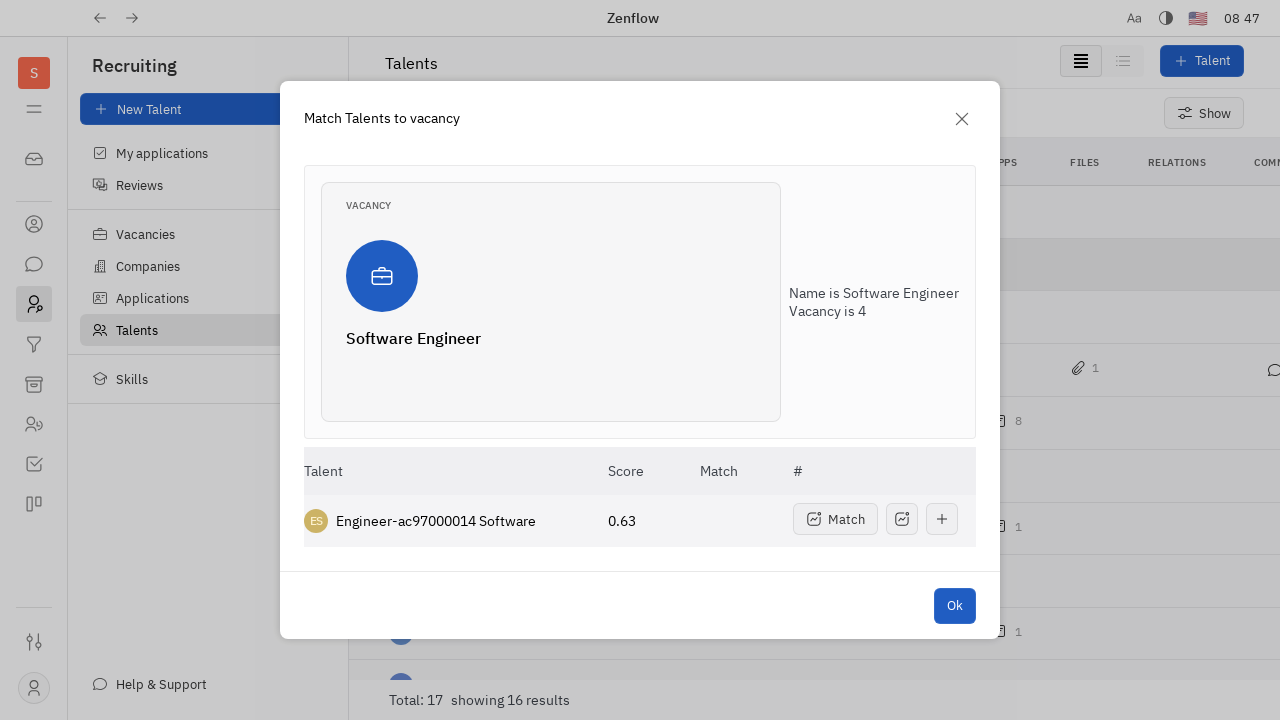 Zenflow
Aa
08 47
S
Recruiting
New Talent
My applications
Reviews
Vacancies
Companies
Applications
Talents
Skills
Help & Support
Talents
Talent
Show
PPS
FILES
RELATIONS
COM
1
8
1
1
Total: 17 showing 16 results
Match Talents to vacancy
VACANCY
Software Engineer
Name is Software Engineer
Vacancy is 4
Talent Score Match #
ES Engineer-ac97000014 Software 0.63 Match
Ok